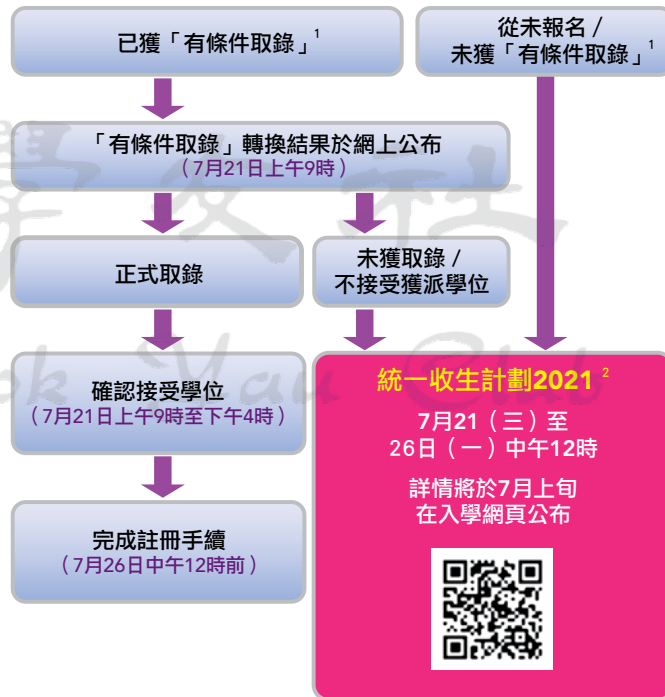 已獲「有條件取錄」¹
從未報名 /
未獲「有條件取錄」¹
「有條件取錄」轉換結果於網上公布
（7月21日上午9時）
正式取錄
未獲取錄 /
不接受獲派學位
確認接受學位
（7月21日上午9時至下午4時）
完成註冊手續
（7月26日中午12時前）
統一收生計劃2021 ²
7月21（三）至
26日（一）中午12時
詳情將於7月上旬
在入學網頁公布
學友社
ok Yau Club